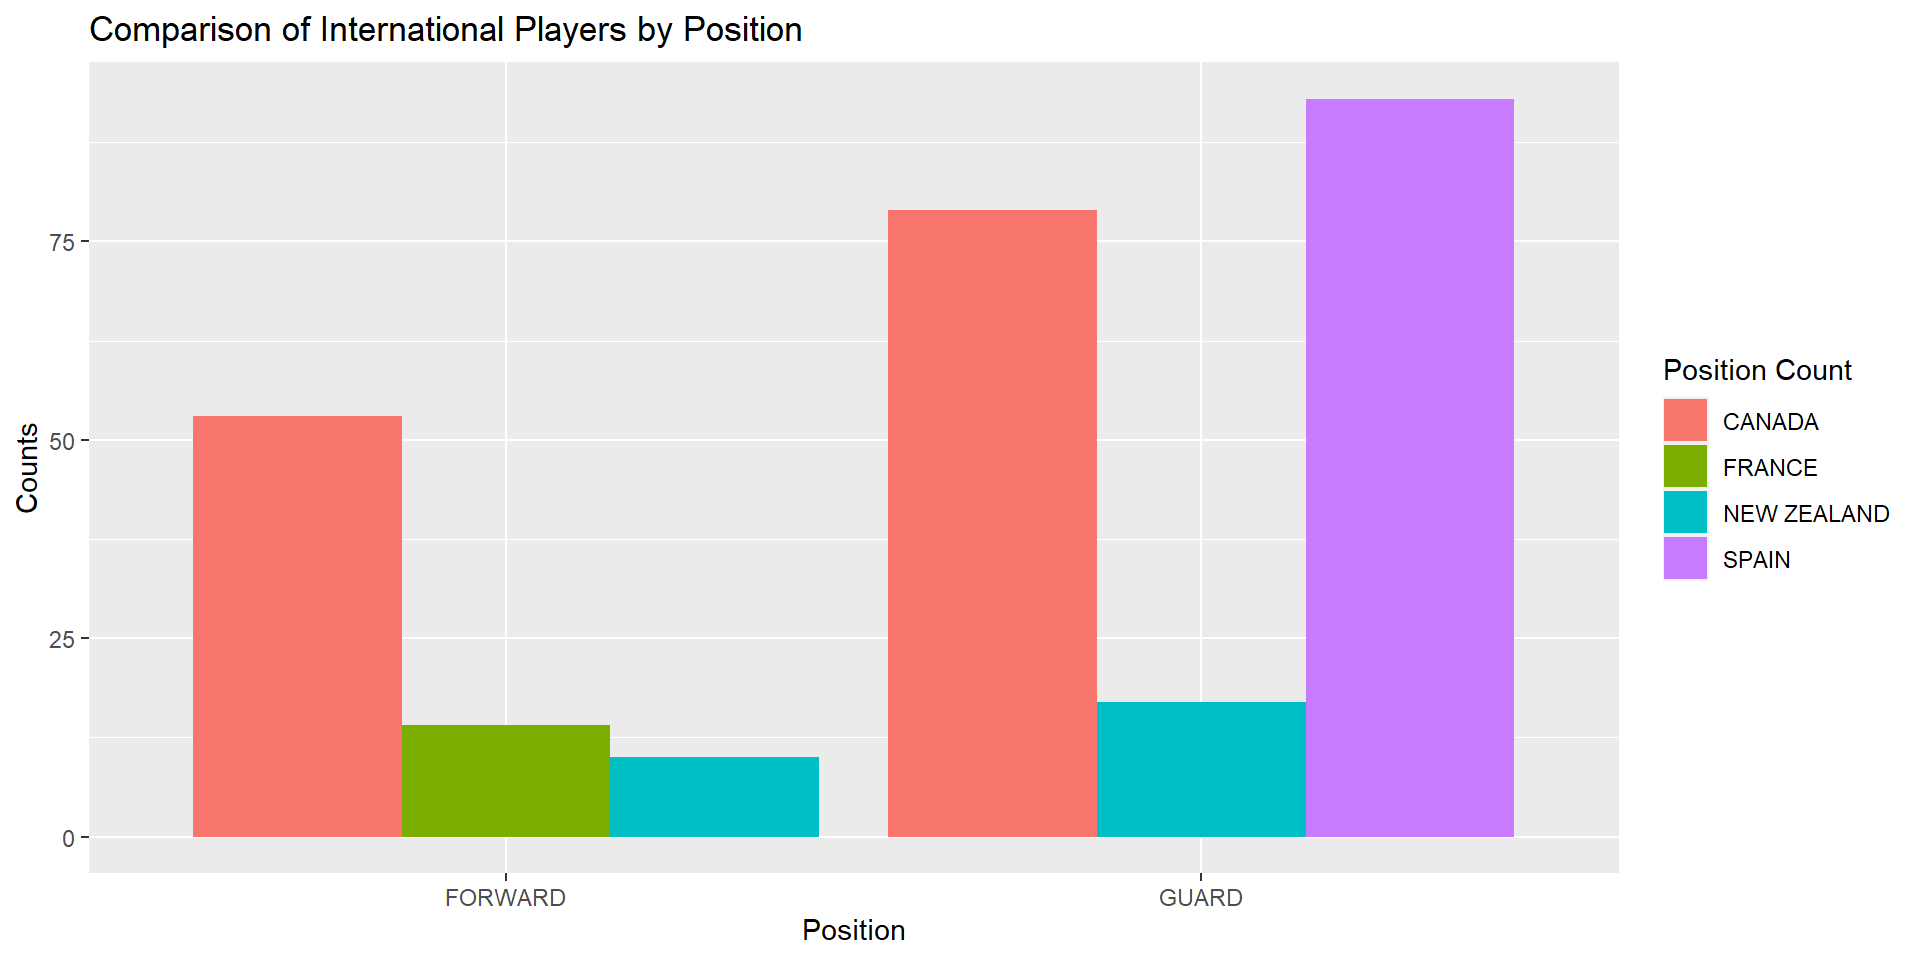 Comparison of International Players by Position
Counts
75
50
25
0
FORWARD
GUARD
Position
Position Count
CANADA
FRANCE
NEW ZEALAND
SPAIN